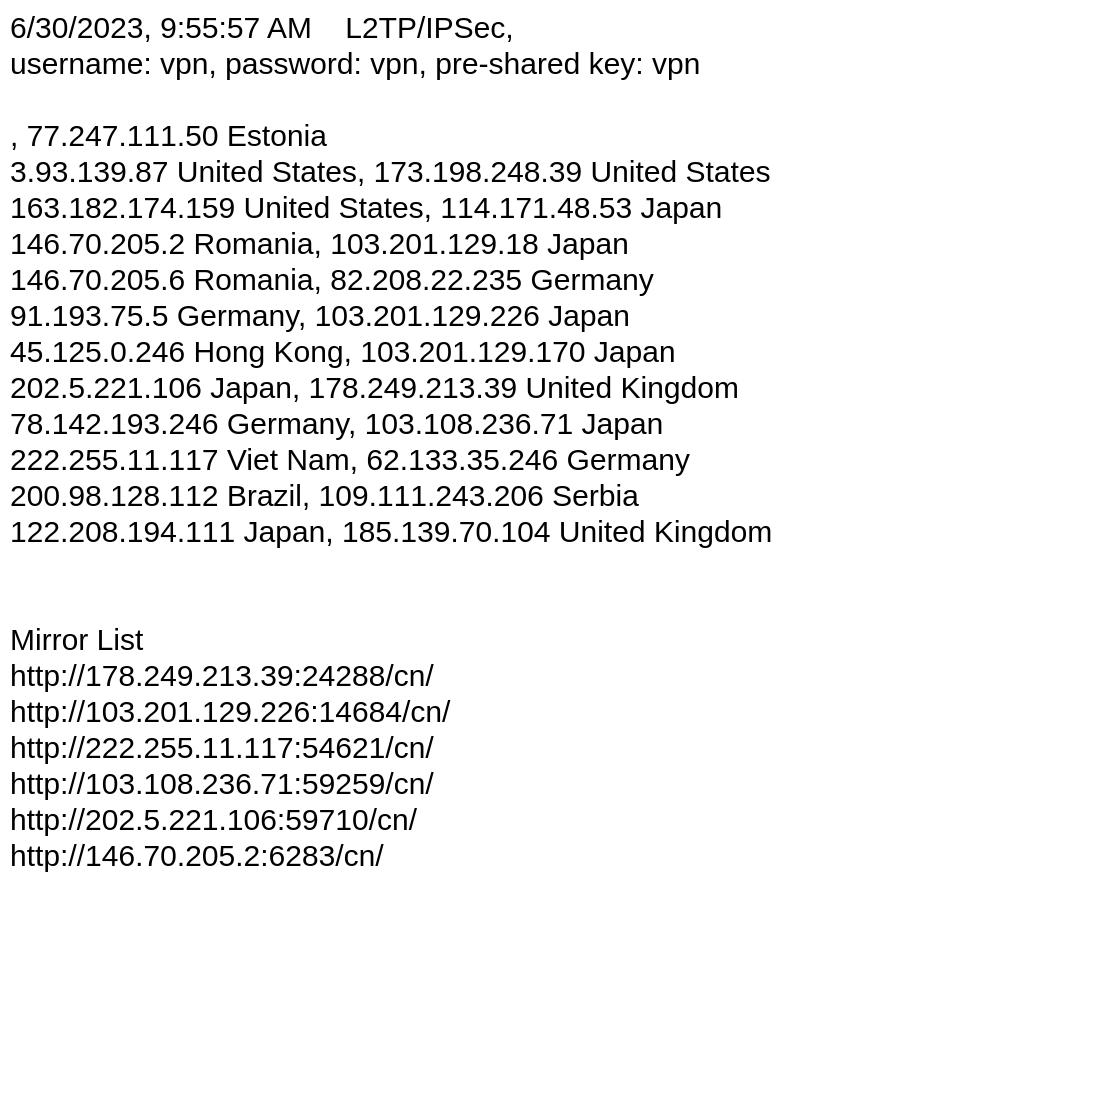 6/30/2023, 9:55:57 AM    L2TP/IPSec,
username: vpn, password: vpn, pre-shared key: vpn
, 77.247.111.50 Estonia
3.93.139.87 United States, 173.198.248.39 United States
163.182.174.159 United States, 114.171.48.53 Japan
146.70.205.2 Romania, 103.201.129.18 Japan
146.70.205.6 Romania, 82.208.22.235 Germany
91.193.75.5 Germany, 103.201.129.226 Japan
45.125.0.246 Hong Kong, 103.201.129.170 Japan
202.5.221.106 Japan, 178.249.213.39 United Kingdom
78.142.193.246 Germany, 103.108.236.71 Japan
222.255.11.117 Viet Nam, 62.133.35.246 Germany
200.98.128.112 Brazil, 109.111.243.206 Serbia
122.208.194.111 Japan, 185.139.70.104 United Kingdom
Mirror List
http://178.249.213.39:24288/cn/
http://103.201.129.226:14684/cn/
http://222.255.11.117:54621/cn/
http://103.108.236.71:59259/cn/
http://202.5.221.106:59710/cn/
http://146.70.205.2:6283/cn/